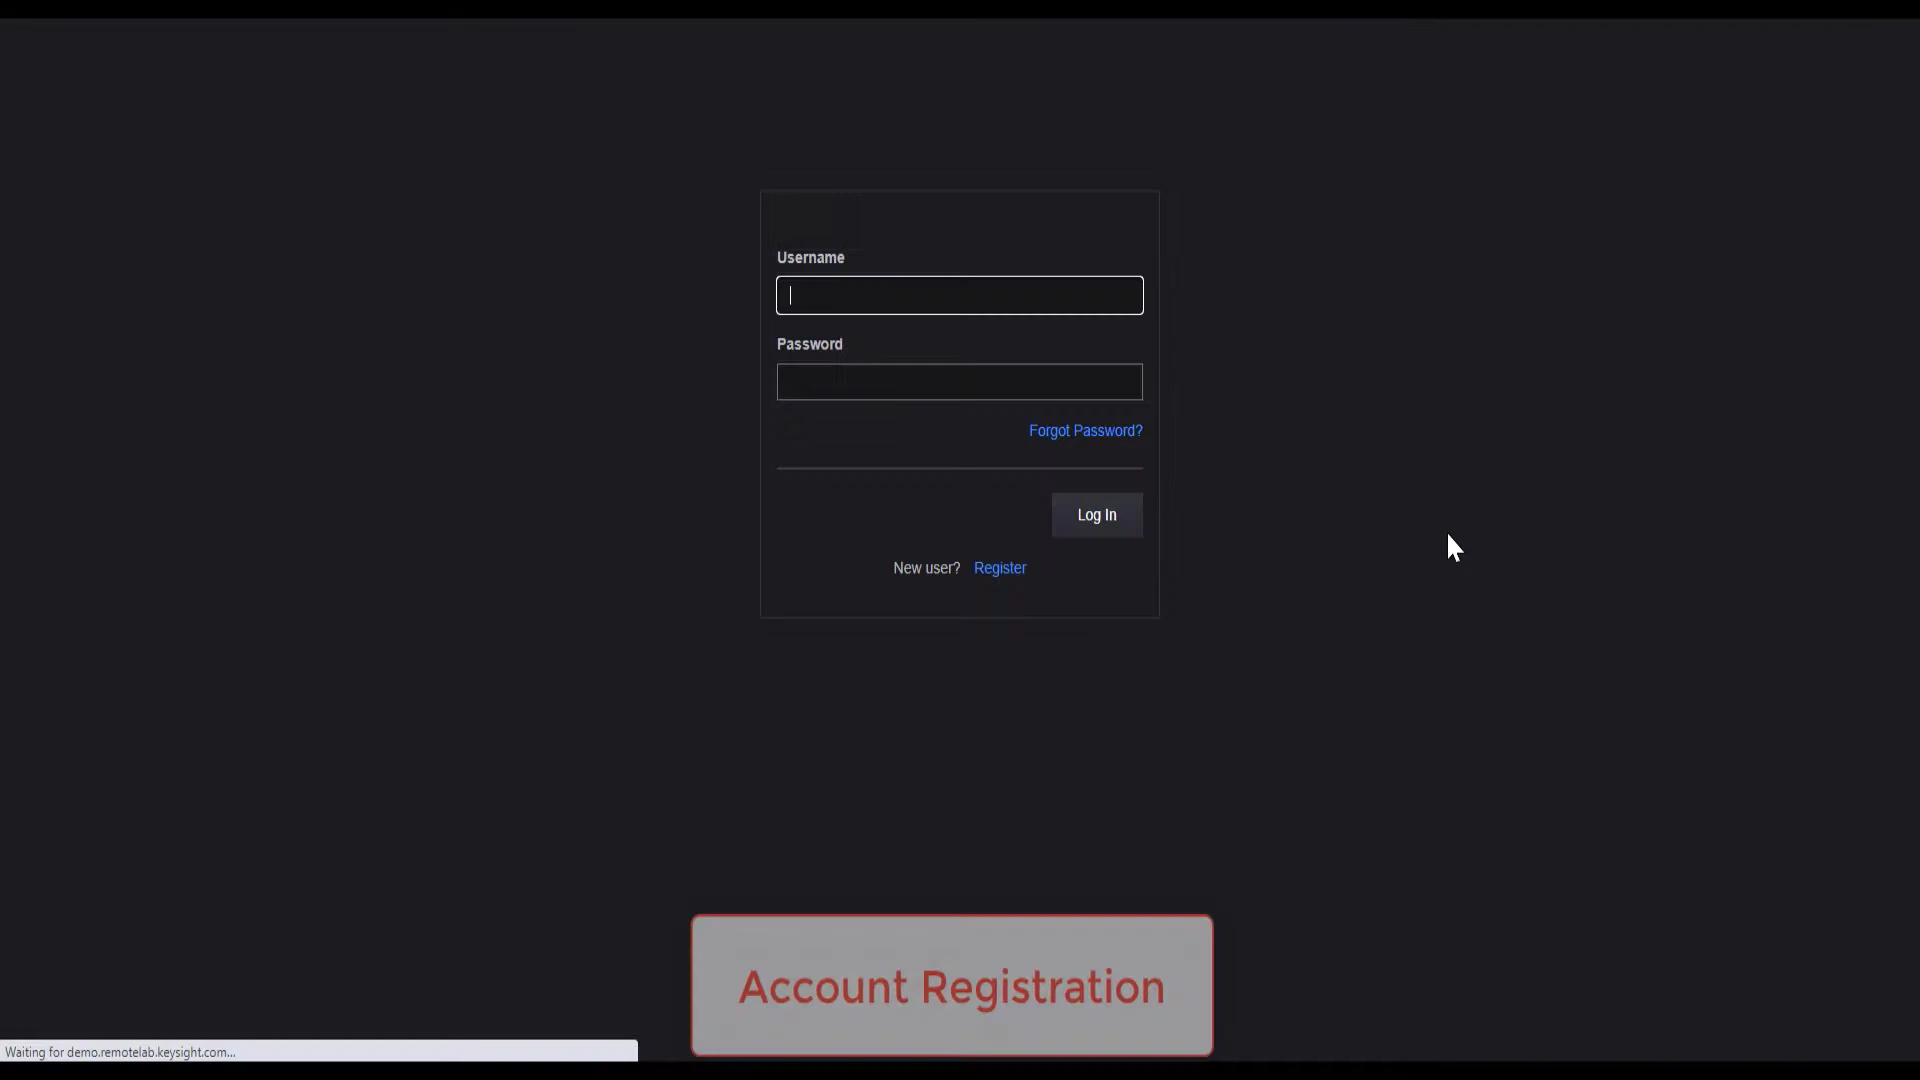 Username
Password
Forgot Password?
Log In
New user? Register
Account Registration
Waiting for demo.remotelab.keysight.com...